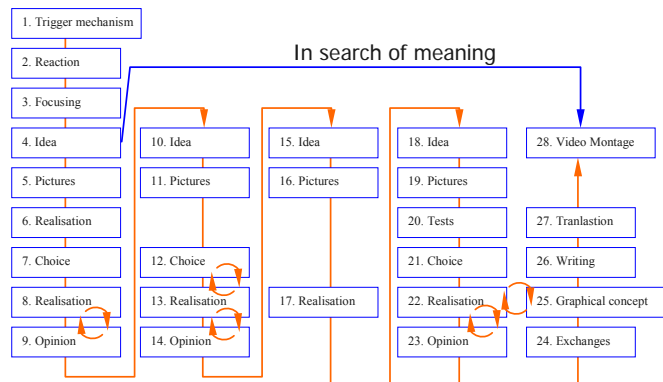 1. Trigger mechanism
2. Reaction
3. Focusing
4. Idea
5. Pictures
6. Realisation
7. Choice
8. Realisation
9. Opinion
In search of meaning
10. Idea
11. Pictures
12. Choice
13. Realisation
14. Opinion
15. Idea
16. Pictures
17. Realisation
18. Idea
19. Pictures
20. Tests
21. Choice
22. Realisation
23. Opinion
28. Video Montage
27. Tranlastion
26. Writing
25. Graphical concept
24. Exchanges